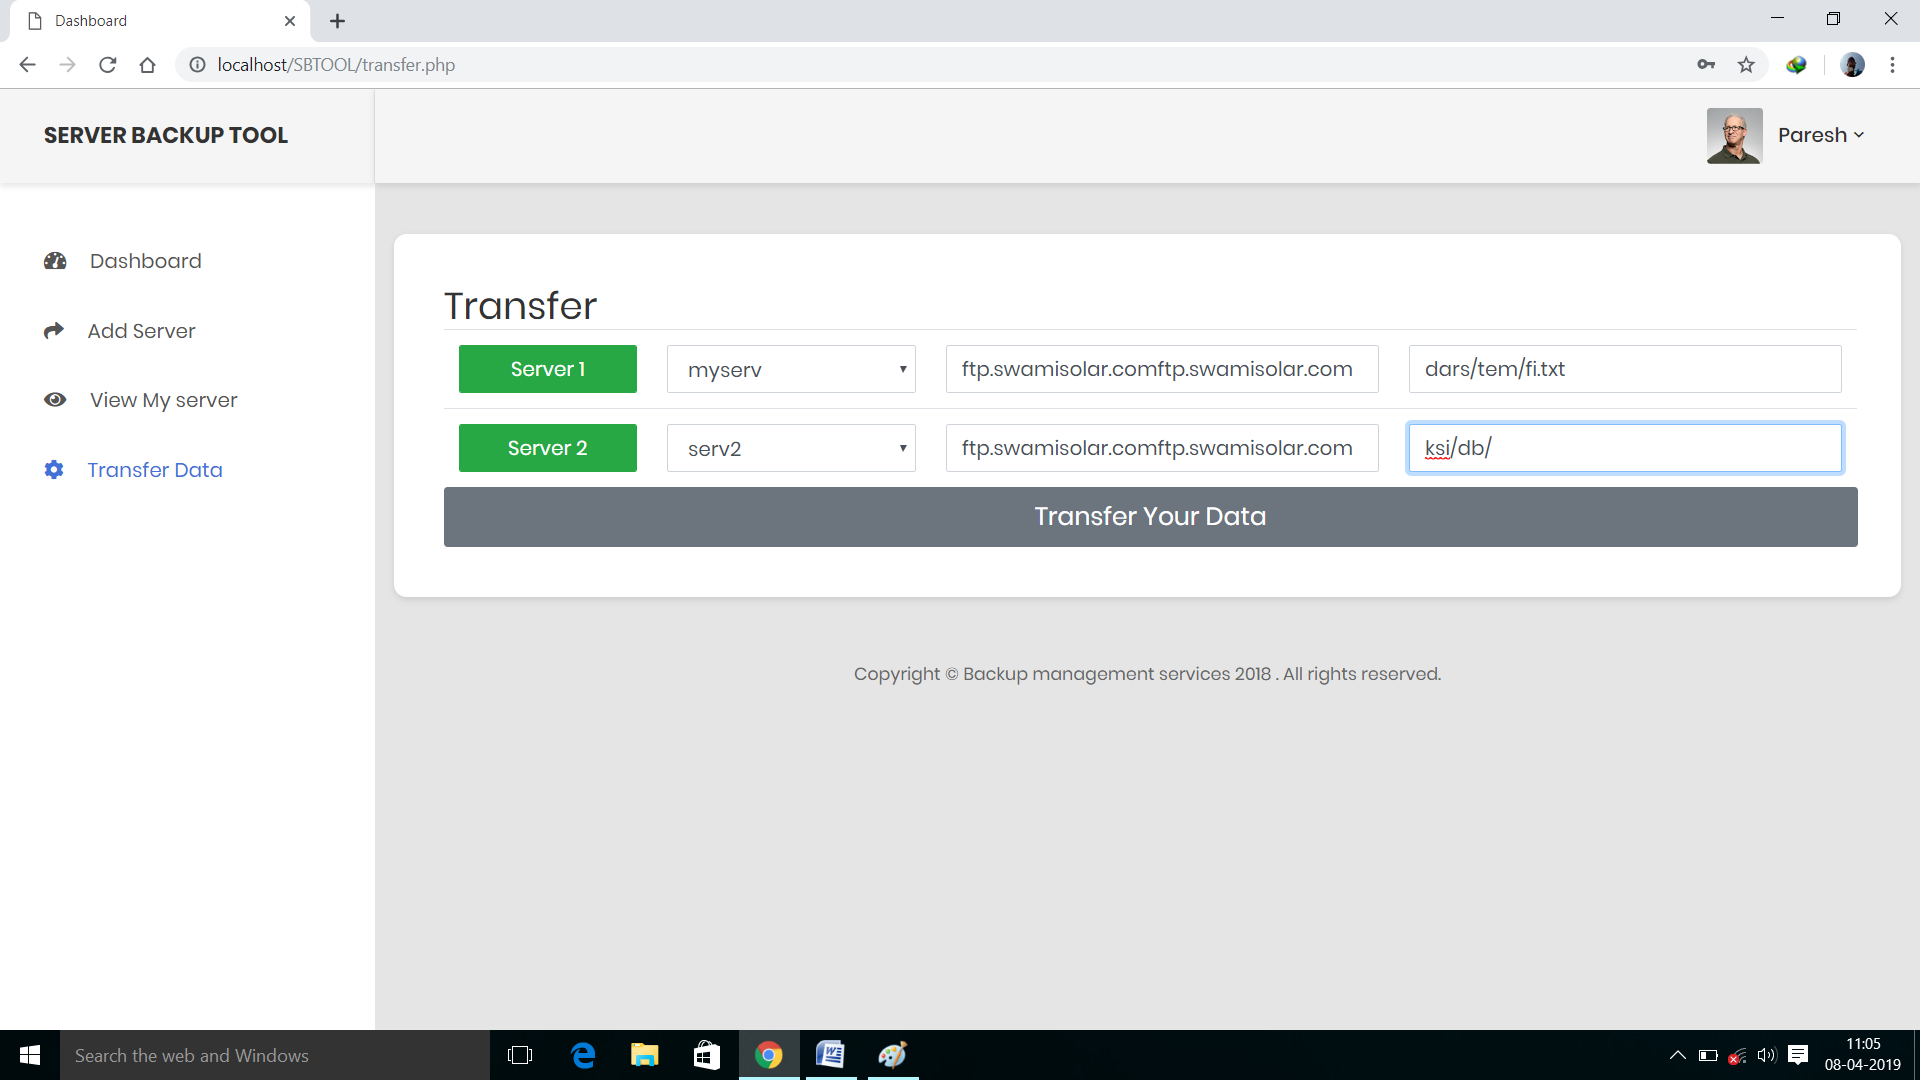 Dashboard
localhost/SBTOOL/transfer.php
SERVER BACKUP TOOL
Paresh
Dashboard
Add Server
View My server
Transfer Data
Transfer
Server 1 myserv ftp.swamisolar.comftp.swamisolar.com dars/tem/fi.txt
Server 2 serv2 ftp.swamisolar.comftp.swamisolar.com ksi/db/
Transfer Your Data
Copyright © Backup management services 2018 . All rights reserved.
Search the web and Windows
11:05
08-04-2019